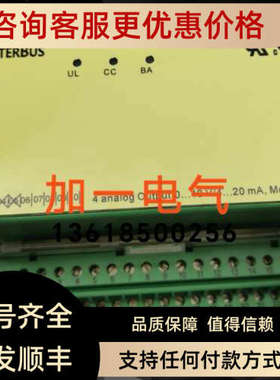 咨询客服更优惠价格
TERBUS
UL CC BA
加一电气
4 analog
20 mA,
13618500256
号齐全 品质保障 值得信赖
发顺丰 支持任何付款方式